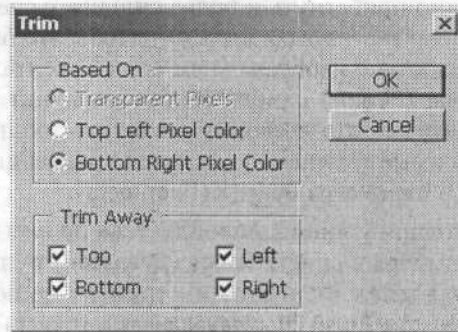 Trim
Based On
Transparent Pixels
Top Left Pixel Color
Bottom Right Pixel Color
OK
Cancel
Trim Away
Top
Left
Bottom
Right